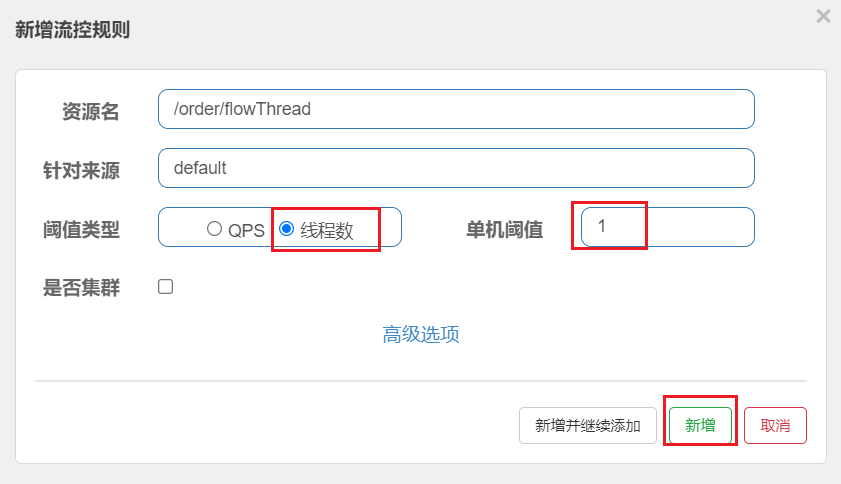 新增流控规则
×
资源名 /order/flowThread
针对来源 default
阈值类型 QPS 线程数 单机阈值 1
是否集群
高级选项
新增并继续添加 新增 取消